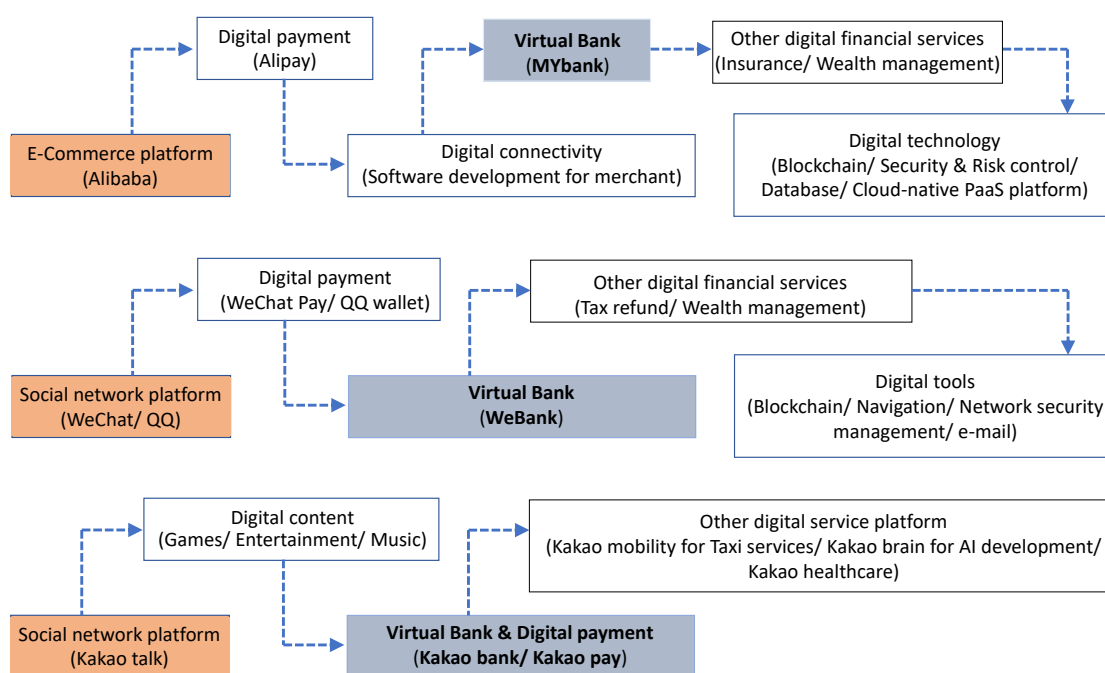 Digital payment
(Alipay)
Virtual Bank
(MYbank)
Other digital financial services
(Insurance/ Wealth management)
E-Commerce platform
(Alibaba)
Digital connectivity
(Software development for merchant)
Digital technology
(Blockchain/ Security & Risk control/
Database/ Cloud-native PaaS platform)
Digital payment
(WeChat Pay/ QQ wallet)
Other digital financial services
(Tax refund/ Wealth management)
Social network platform
(WeChat/ QQ)
Virtual Bank
(WeBank)
Digital tools
(Blockchain/ Navigation/ Network security
management/ e-mail)
Digital content
(Games/ Entertainment/ Music)
Other digital service platform
(Kakao mobility for Taxi services/ Kakao brain for AI development/
Kakao healthcare)
Social network platform
(Kakao talk)
Virtual Bank & Digital payment
(Kakao bank/ Kakao pay)